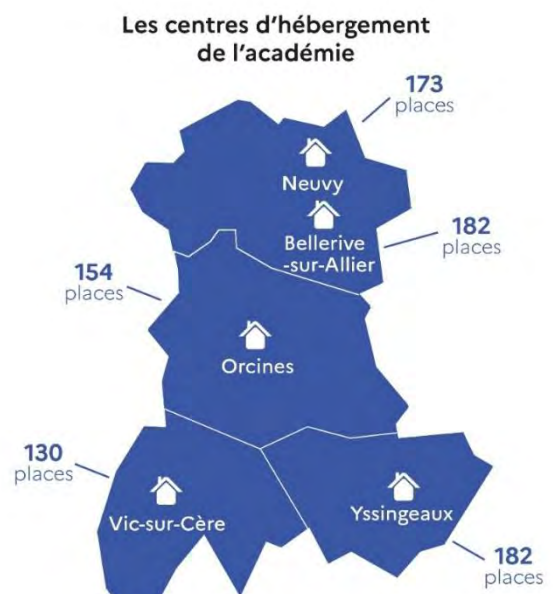 Les centres d’hébergement
de l’académie
173
places
Neuvy
Bellerive
-sur-Allier
182
places
154
places
Orcines
130
places
Vic-sur-Cère
Yssingeaux
182
places